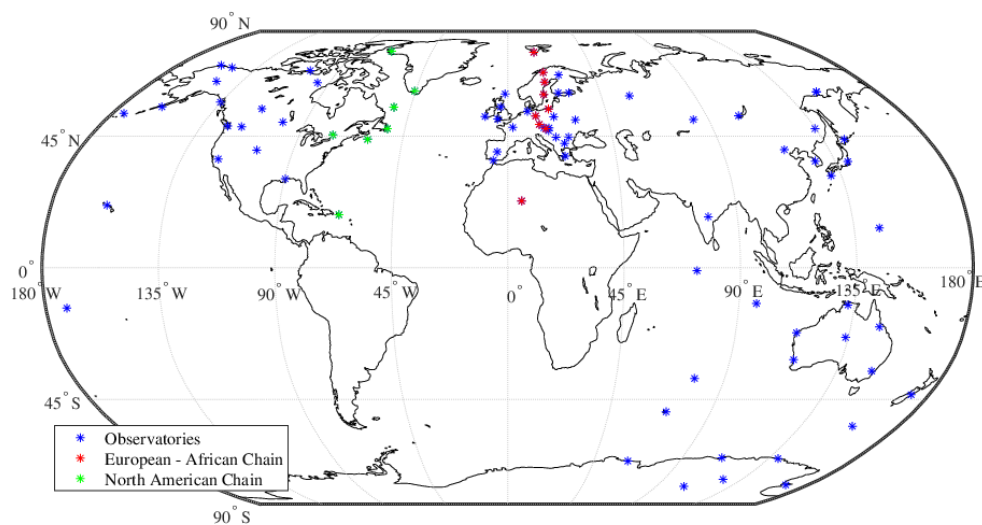 90°N
45°N
0°
180°W
135°W
90°W
45°W
0°
45°E
90°E
135°E
180°E
45°S
Observatories
European - African Chain
North American Chain
90°S